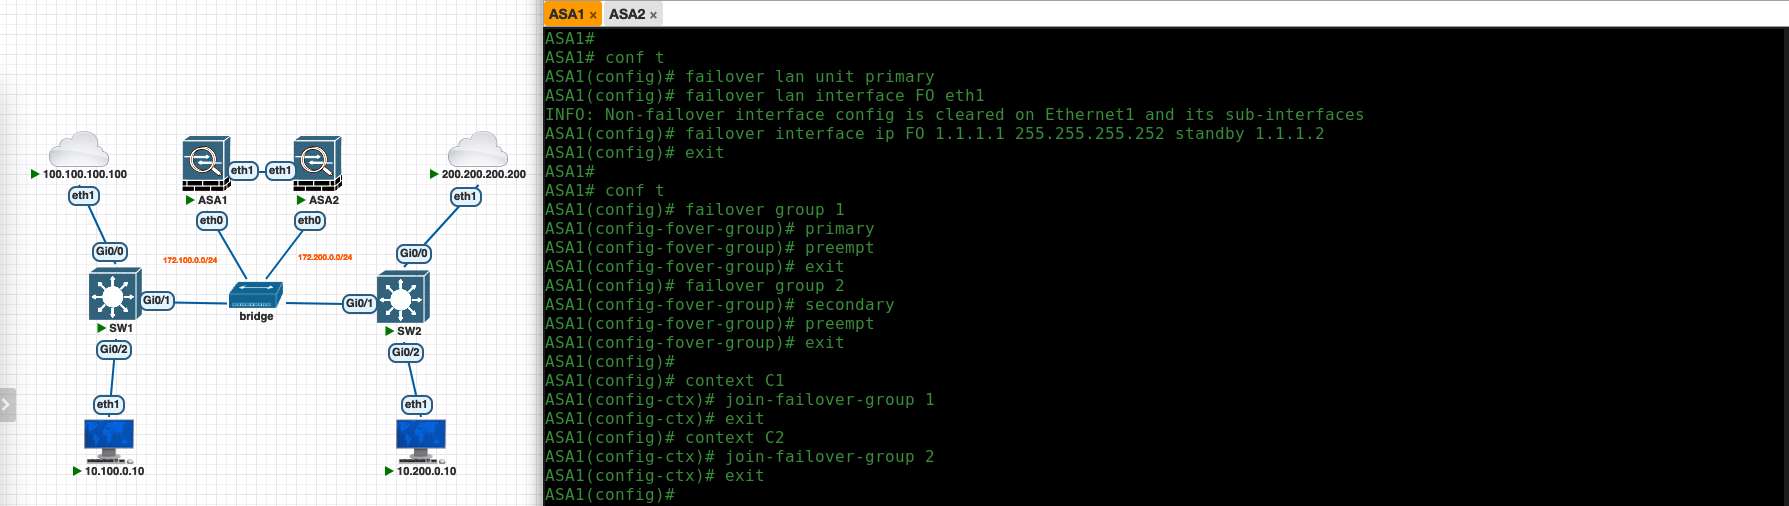 100.100.100.100
eth1
Gi0/0
ASA1
ASA2
eth1
eth1
eth0
eth0
200.200.200.200
eth1
Gi0/0
172.100.0.0/24
172.200.0.0/24
Gi0/1
Gi0/1
bridge
SW1
SW2
Gi0/2
Gi0/2
eth1
eth1
10.100.0.10
10.200.0.10
ASA1 × ASA2 ×
ASA1#
ASA1# conf t
ASA1(config)# failover lan unit primary
ASA1(config)# failover lan interface FO eth1
INFO: Non-failover interface config is cleared on Ethernet1 and its sub-interfaces
ASA1(config)# failover interface ip FO 1.1.1.1 255.255.255.252 standby 1.1.1.2
ASA1(config)# exit
ASA1#
ASA1# conf t
ASA1(config)# failover group 1
ASA1(config-fover-group)# primary
ASA1(config-fover-group)# preempt
ASA1(config-fover-group)# exit
ASA1(config)# failover group 2
ASA1(config-fover-group)# secondary
ASA1(config-fover-group)# preempt
ASA1(config-fover-group)# exit
ASA1(config)#
ASA1(config)# context C1
ASA1(config-ctx)# join-failover-group 1
ASA1(config-ctx)# exit
ASA1(config)# context C2
ASA1(config-ctx)# join-failover-group 2
ASA1(config-ctx)# exit
ASA1(config)#